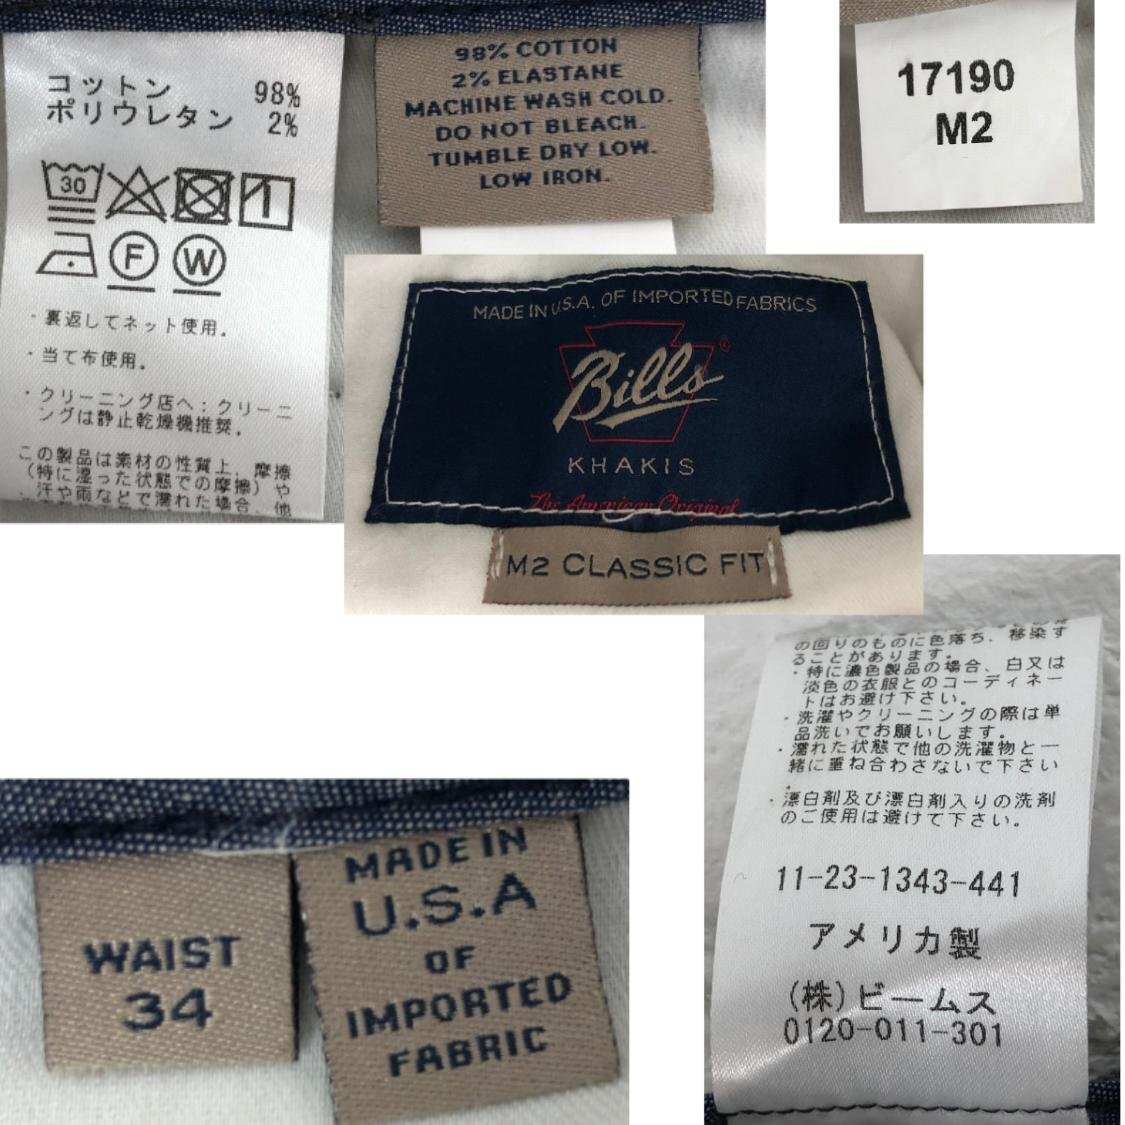 コットン 98%
ポリウレタン 2%
30
F
W
・裏返してネット使用。
・当て布使用。
・クリーニング店へ：クリーニ
ングは静止乾燥機推奨。
この製品は素材の性質上、摩擦
（特に湿った状態での摩擦）や
、汗や雨などで濡れた場合、他
98% COTTON
2% ELASTANE
MACHINE WASH COLD.
DO NOT BLEACH.
TUMBLE DRY LOW.
LOW IRON.
17190
M2
MADE IN U.S.A. OF IMPORTED FABRICS
Bills®
KHAKIS
The American Original
M2 CLASSIC FIT
WAIST
34
MADE IN
U.S.A
OF
IMPORTED
FABRIC
の回りのものに色落ち、移染す
ることがあります。
・特に濃色製品の場合、白又は
淡色の衣服とのコーディネー
トはお避け下さい。
・洗濯やクリーニングの際は単
品洗いでお願いします。
・濡れた状態で他の洗濯物と一
緒に重ね合わさないで下さい
。
・漂白剤及び漂白剤入りの洗剤
のご使用は避けて下さい。
11-23-1343-441
アメリカ製
(株)ビームス
0120-011-301